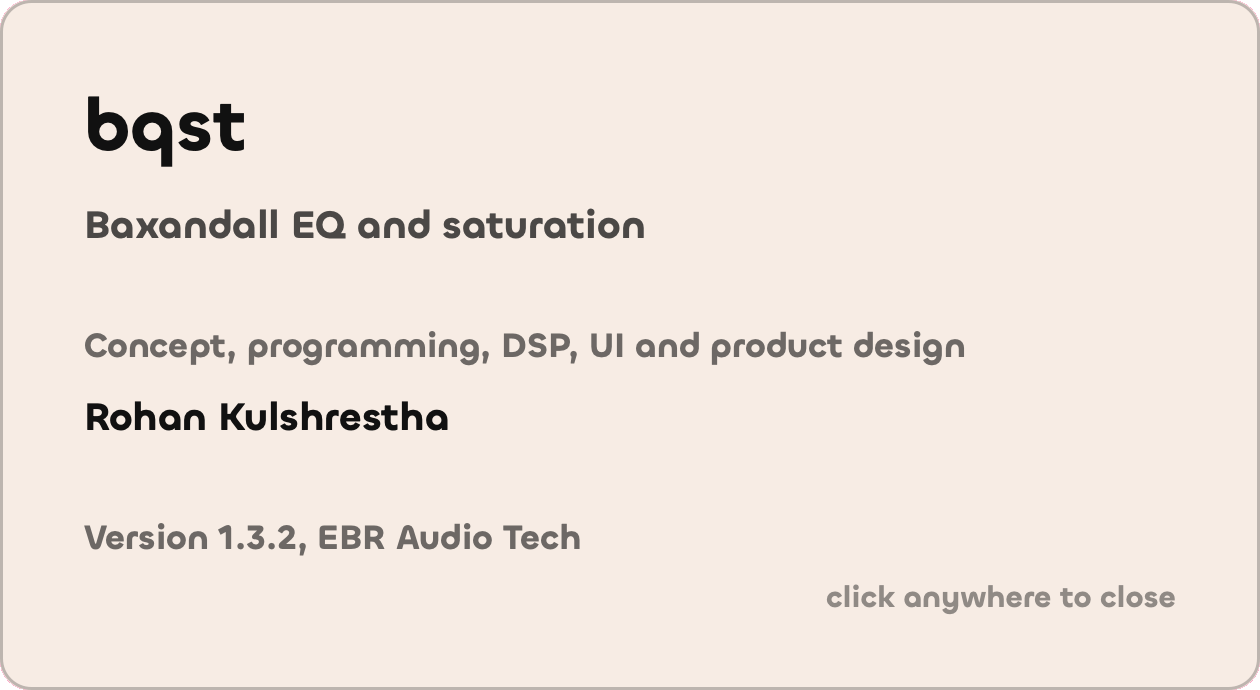 bqst
Baxandall EQ and saturation
Concept, programming, DSP, UI and product design
Rohan Kulshrestha
Version 1.3.2, EBR Audio Tech
click anywhere to close